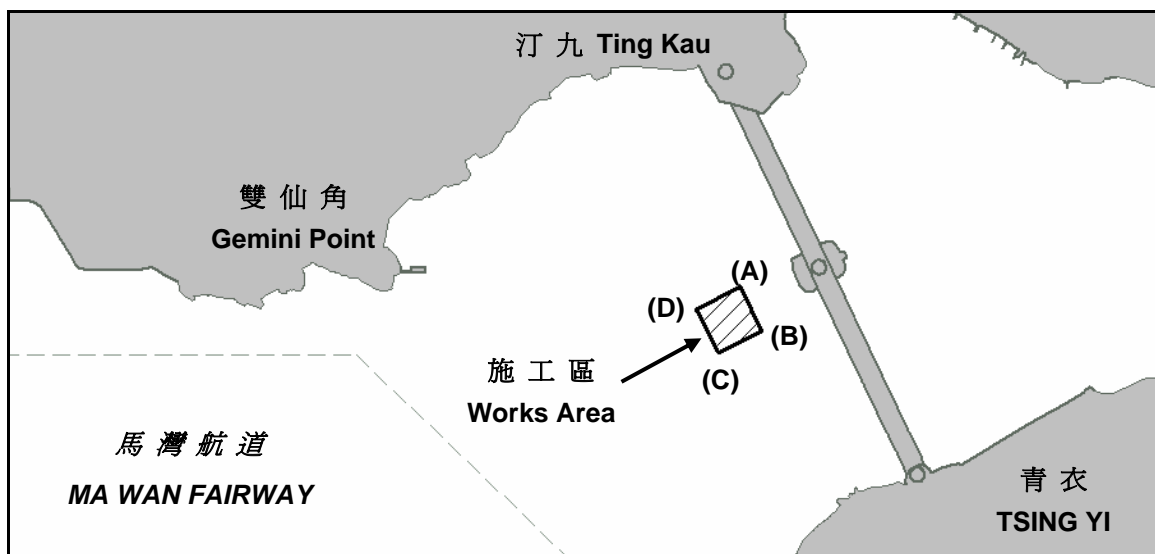 汀九 Ting Kau
雙仙角
Gemini Point
(A)
(D)
(B)
(C)
施工區
Works Area
馬灣航道
MA WAN FAIRWAY
青衣
TSING YI